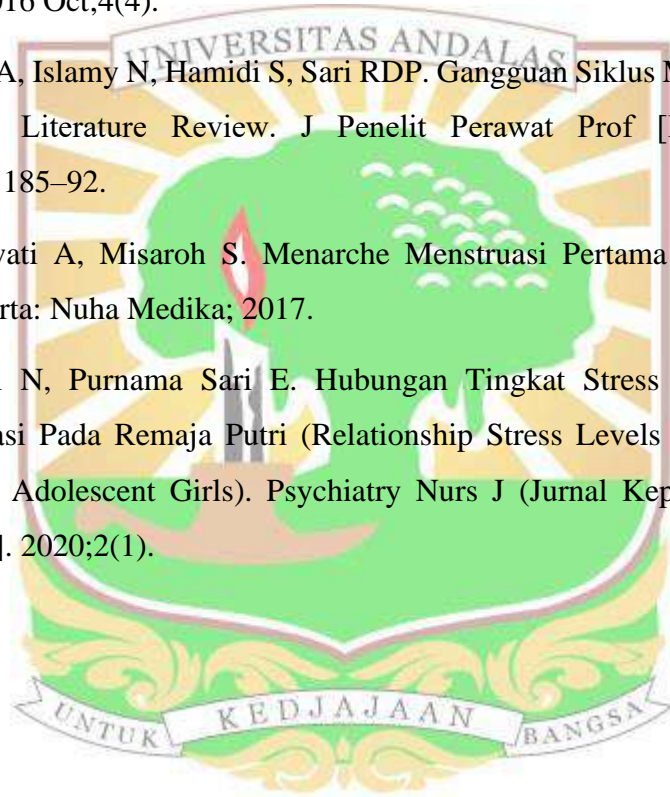 016 Oct;4(4).
UNIVERSITAS ANDALAS
A, Islamy N, Hamidi S, Sari RDP. Gangguan Siklus M
Literature Review. J Penelit Perawat Prof [I
185–92.
vati A, Misaroh S. Menarche Menstruasi Pertama
rta: Nuha Medika; 2017.
N, Purnama Sari E. Hubungan Tingkat Stress
asi Pada Remaja Putri (Relationship Stress Levels
Adolescent Girls). Psychiatry Nurs J (Jurnal Kep
]. 2020;2(1).
UNTUK KEDJAJAAN BANGSA